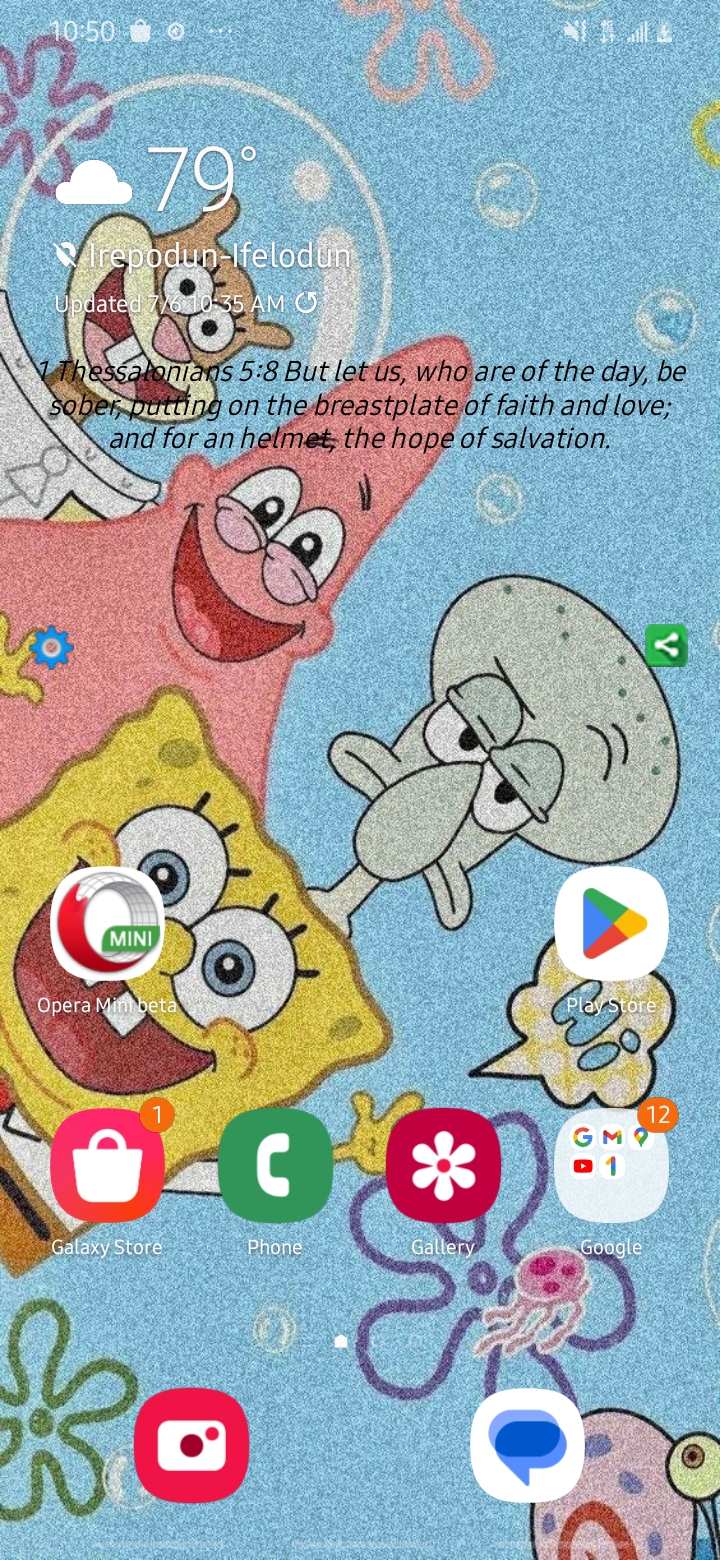 10:50
79°
Irepodun-Ifelodun
Updated 7/6 10:35 AM
1 Thessalonians 5:8 But let us, who are of the day, be
sober, putting on the breastplate of faith and love;
and for an helmet, the hope of salvation.
MINI
Opera Mini beta
Play Store
1
12
Galaxy Store
Phone
Gallery
Google